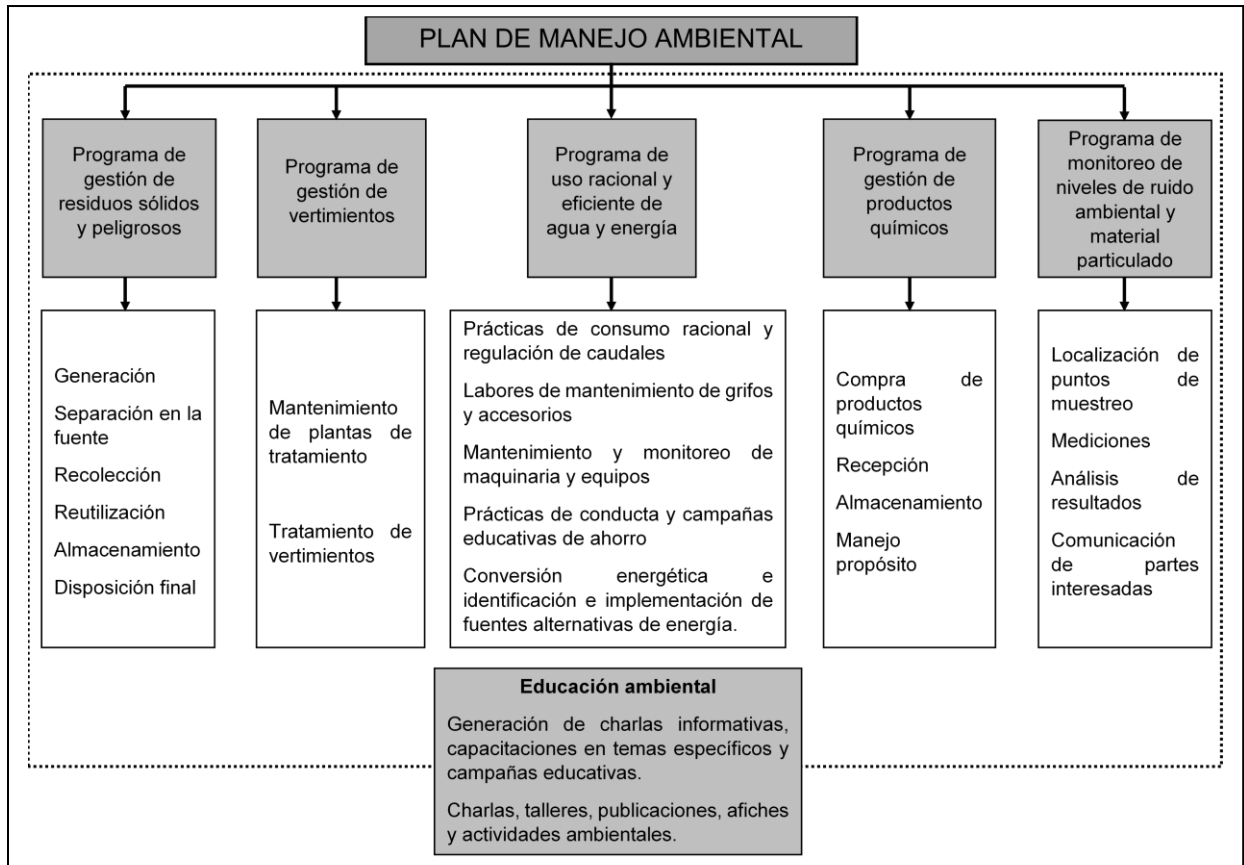 PLAN DE MANEJO AMBIENTAL
Programa de
gestión de
residuos sólidos
y peligrosos
Programa de
gestión de
vertimientos
Programa de
uso racional y
eficiente de
agua y energía
Programa de
gestión de
productos
químicos
Programa de
monitoreo de
niveles de ruido
ambiental y
material
particulado
Generación
Separación en la
fuente
Recolección
Reutilización
Almacenamiento
Disposición final
Mantenimiento
de plantas de
tratamiento
Tratamiento de
vertimientos
Prácticas de consumo racional y
regulación de caudales
Labores de mantenimiento de grifos
y accesorios
Mantenimiento y monitoreo de
maquinaria y equipos
Prácticas de conducta y campañas
educativas de ahorro
Conversión energética e
identificación e implementación de
fuentes alternativas de energía.
Compra de
productos
químicos
Recepción
Almacenamiento
Manejo
propósito
Localización de
puntos de
muestreo
Mediciones
Análisis de
resultados
Comunicación
de partes
interesadas
Educación ambiental
Generación de charlas informativas,
capacitaciones en temas específicos y
campañas educativas.
Charlas, talleres, publicaciones, afiches
y actividades ambientales.